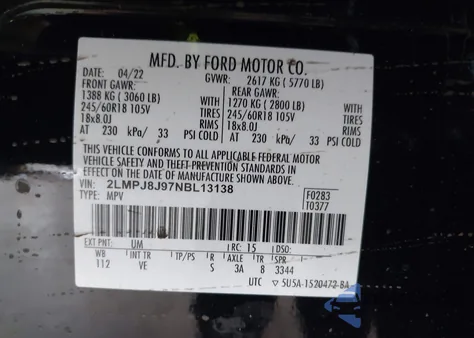 MFD. BY FORD MOTOR CO.
DATE: 04/22 GVWR: 2617 KG ( 5770 LB)
FRONT GAWR: REAR GAWR:
1388 KG ( 3060 LB) WITH 1270 KG ( 2800 LB) WITH
245/60R18 105V TIRES 245/60R18 105V TIRES
18x8.0J RIMS 18x8.0J RIMS
AT 230 kPa/ 33 PSI COLD AT 230 kPa/ 33 PSI COLD
THIS VEHICLE CONFORMS TO ALL APPLICABLE FEDERAL MOTOR
VEHICLE SAFETY AND THEFT PREVENTION STANDARDS IN
EFFECT ON THE DATE OF MANUFACTURE SHOWN ABOVE.
VIN: 2LMPJ8J97NBL13138 F0283
TYPE: MPV T0377
EXT PNT: UM RC: 15 DSO:
WB INT TR TP/PS R AXLE TR SPR
112 VE S 3A 8 3344
UTC ▽ 5U5A-1520472-BA